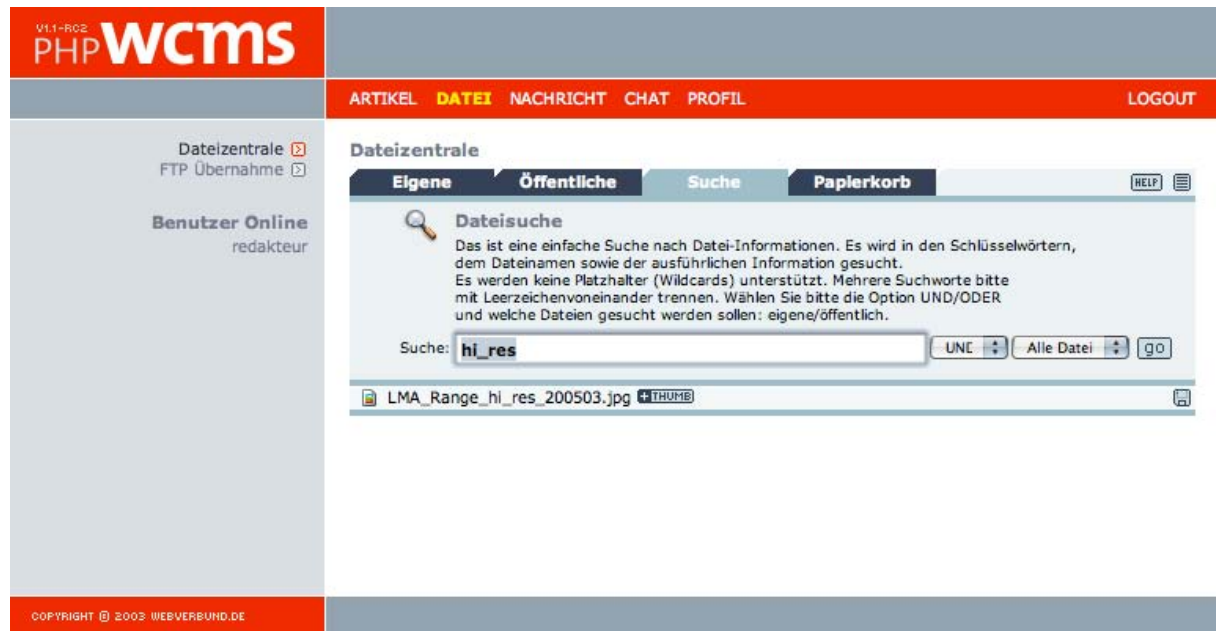 V1.1-RC2
PHPWCMS
ARTIKEL DATEI NACHRICHT CHAT PROFIL LOGOUT
Dateizentrale
FTP Übernahme
Benutzer Online
redakteur
Dateizentrale
Eigene Öffentliche Suche Papierkorb HELP
Dateisuche
Das ist eine einfache Suche nach Datei-Informationen. Es wird in den Schlüsselwörtern,
dem Dateinamen sowie der ausführlichen Information gesucht.
Es werden keine Platzhalter (Wildcards) unterstützt. Mehrere Suchworte bitte
mit Leerzeichenvoneinander trennen. Wählen Sie bitte die Option UND/ODER
und welche Dateien gesucht werden sollen: eigene/öffentlich.
Suche: hi_res UNE Alle Datei go
LMA_Range_hi_res_200503.jpg +THUMB
COPYRIGHT © 2003 WEBVERBUND.DE